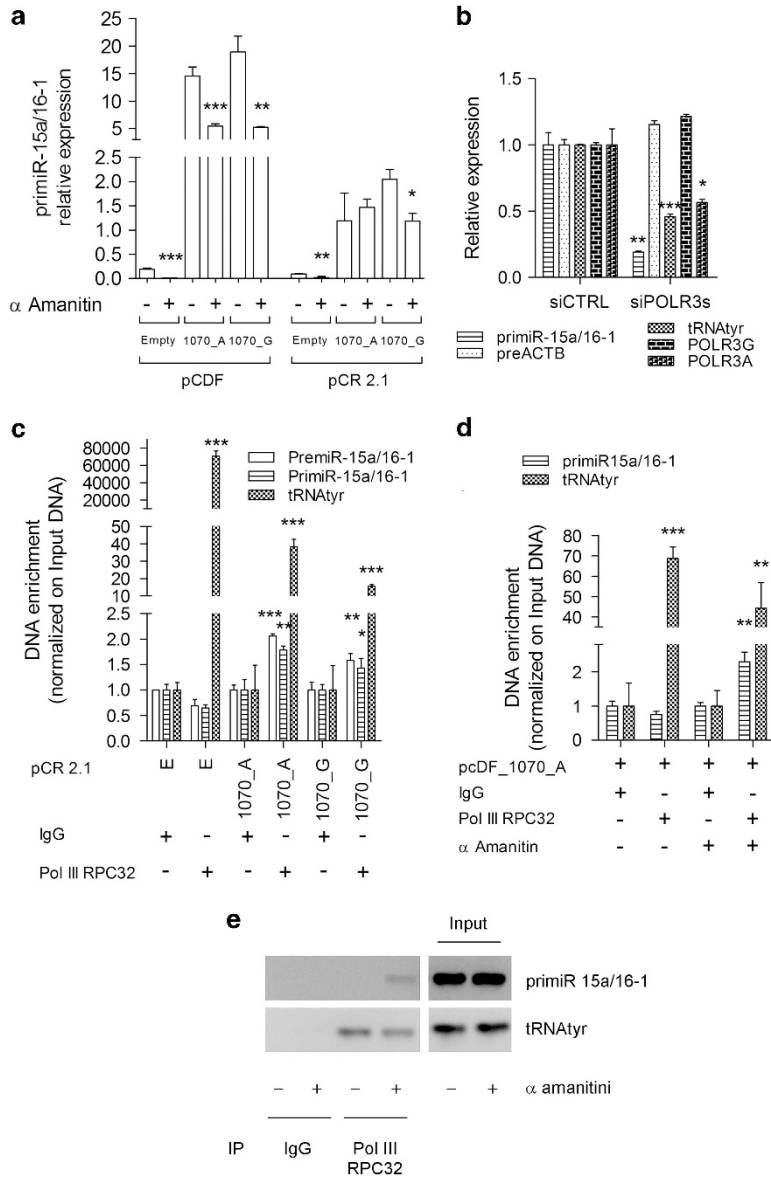 a
primiR-15a/16-1
relative expression
25
20
15
10
5
2.0
1.5
1.0
0.5
0.0
***
***
**
**
*
α Amanitin - + - + - + - + - + - +
Empty 1070_A 1070_G Empty 1070_A 1070_G
pCDF pCR 2.1
b
Relative expression
1.5
1.0
0.5
0.0
**
***
*
siCTRL siPOLR3s
primiR-15a/16-1
preACTB
tRNAtyr
POLR3G
POLR3A
c
DNA enrichment
(normalized on Input DNA)
80000
70000
60000
40000
20000
50
40
30
20
10
2.5
2.0
1.5
1.0
0.5
0.0
PremiR-15a/16-1
PrimiR-15a/16-1
tRNAtyr
***
***
**
***
**
*
***
pCR 2.1 E E 1070_A 1070_A 1070_G 1070_G
IgG + - + - + -
Pol III RPC32 - + - + - +
d
primiR15a/16-1
tRNAtyr
DNA enrichment
(normalized on Input DNA)
80
70
60
50
40
2
1
0
***
**
**
pcDF_1070_A + + + +
IgG + - + -
Pol III RPC32 - + - +
α Amanitin - - + +
e
Input
primiR 15a/16-1
tRNAtyr
- + - + - + α amanitini
IP IgG Pol III
RPC32